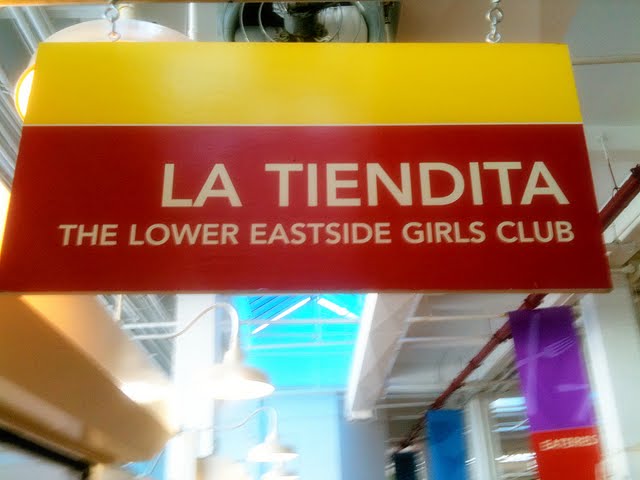 LA TIENDITA
THE LOWER EASTSIDE GIRLS CLUB
EATERIES